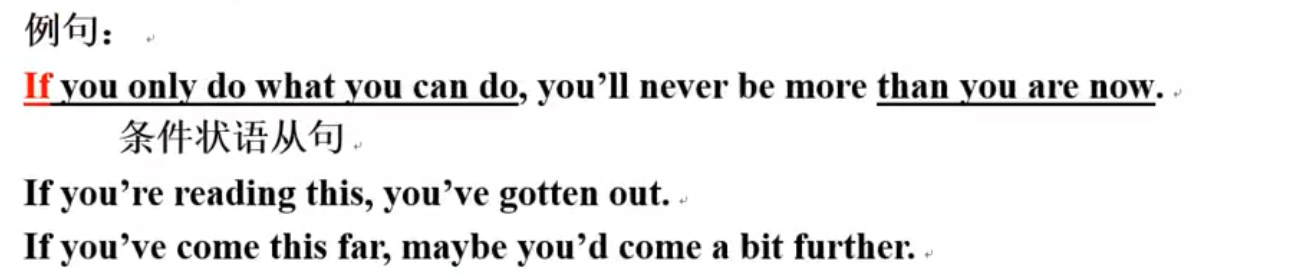 例句：
If you only do what you can do, you’ll never be more than you are now.
条件状语从句
If you’re reading this, you’ve gotten out.
If you’ve come this far, maybe you’d come a bit further.